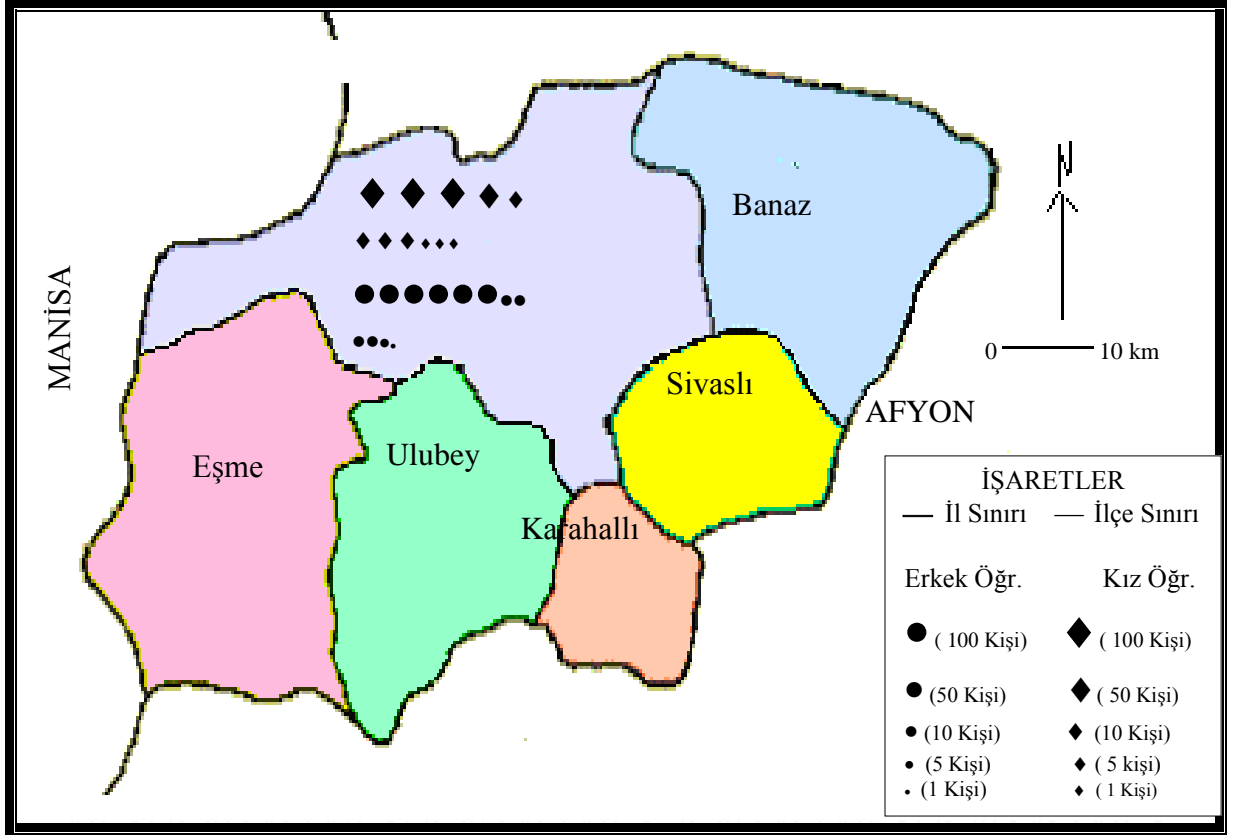 N
Banaz
MANİSA
0
10 km
Sivaslı
AFYON
Ulubey
Eşme
Karahallı
İŞARETLER
İl Sınırı İlçe Sınırı
Erkek Öğr. Kız Öğr.
( 100 Kişi) ( 100 Kişi)
(50 Kişi) ( 50 Kişi)
(10 Kişi) (10 Kişi)
(5 Kişi) ( 5 kişi)
(1 Kişi) ( 1 Kişi)